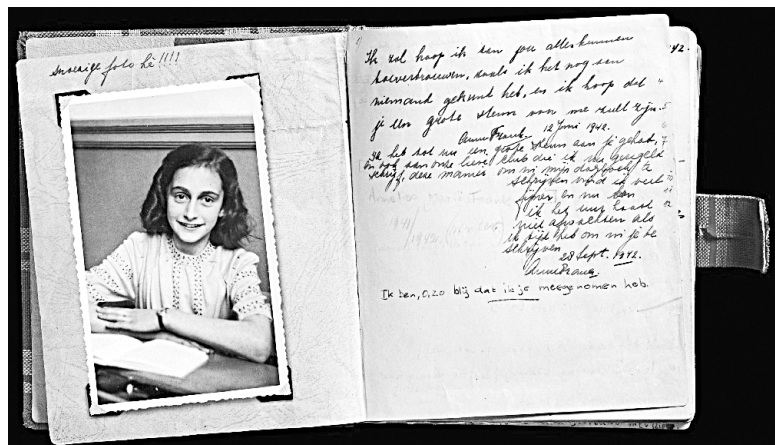 snoezige foto hè!!!!
Ik zal hoop ik aan jou alles kunnen
toevertrouwen, zoals ik het nog aan
niemand gekund heb, en ik hoop dat
je een grote steun voor me zult zijn.
Anne Frank. 12 Juni 1942.
Ik heb tot nu een grote steun aan je gehad,
en ook aan onze lieve club die ik nu geregeld
schrijf, deze manier om in mijn dagboek te
schrijven vind ik veel
fijner en nu kan
ik het uur haast
niet afwachten als
ik tijd heb om in je te
schrijven
28 Sept. 1942.
Anne Frank.
Ik ben, O, zo blij dat ik je meegenomen heb.
42.